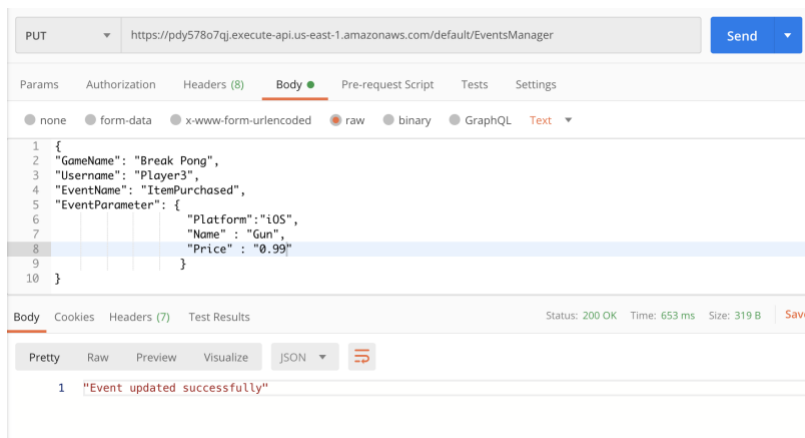 PUT https://pdy578o7qj.execute-api.us-east-1.amazonaws.com/default/EventsManager Send
Params Authorization Headers (8) Body Pre-request Script Tests Settings
none form-data x-www-form-urlencoded raw binary GraphQL Text
1 {
2 "GameName": "Break Pong",
3 "Username": "Player3",
4 "EventName": "ItemPurchased",
5 "EventParameter": {
6 "Platform":"iOS",
7 "Name" : "Gun",
8 "Price" : "0.99"
9 }
10 }
Body Cookies Headers (7) Test Results Status: 200 OK Time: 653 ms Size: 319 B Save
Pretty Raw Preview Visualize JSON
1 "Event updated successfully"